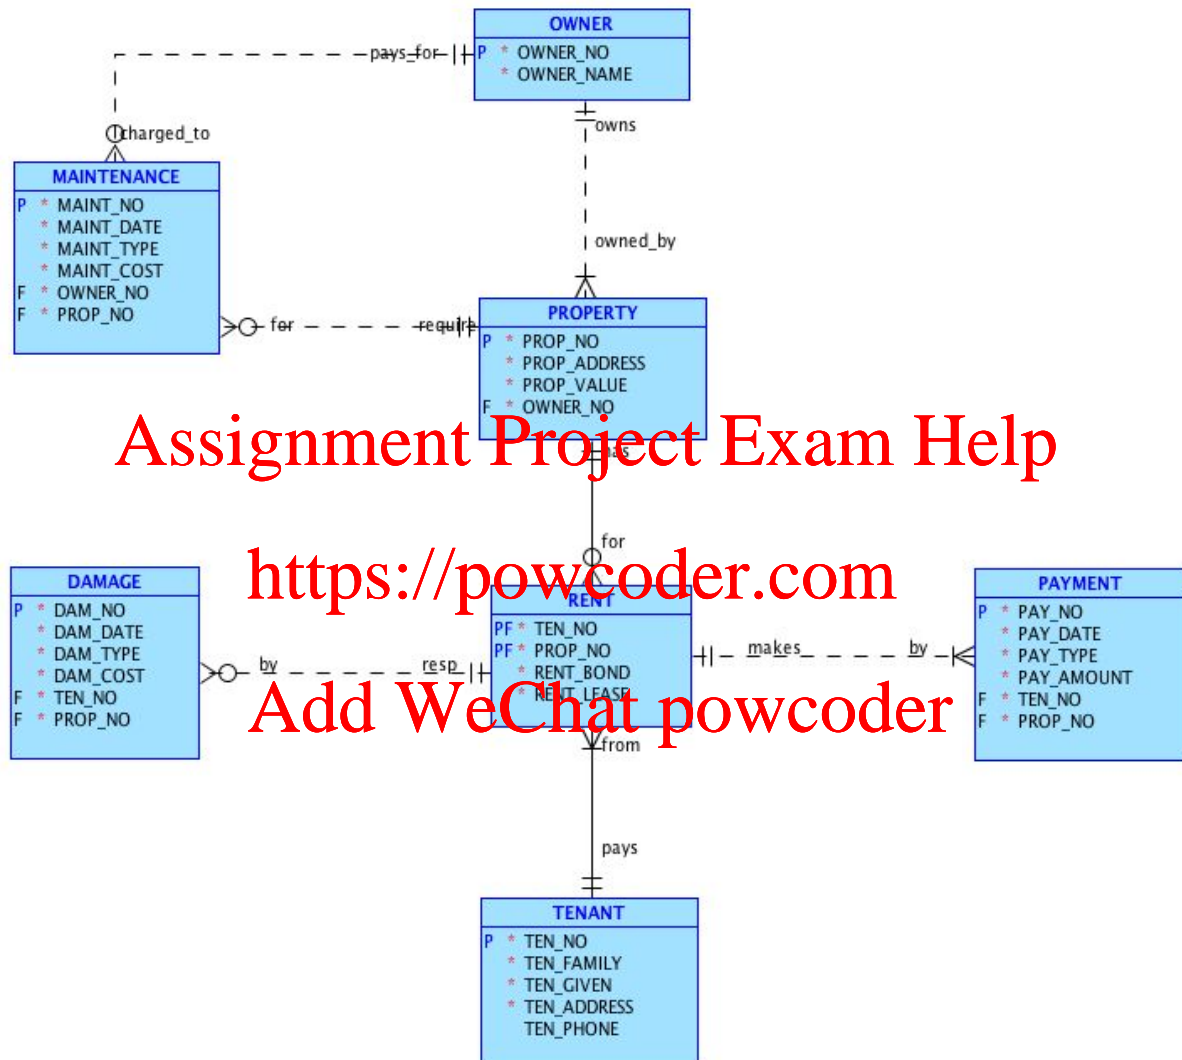 OWNER
P * OWNER_NO
* OWNER_NAME
pays_for
owns
charged_to
MAINTENANCE
P * MAINT_NO
* MAINT_DATE
* MAINT_TYPE
* MAINT_COST
F * OWNER_NO
F * PROP_NO
owned_by
for
require
PROPERTY
P * PROP_NO
* PROP_ADDRESS
* PROP_VALUE
F * OWNER_NO
Assignment Project Exam Help
has
for
https://powcoder.com
DAMAGE
P * DAM_NO
* DAM_DATE
* DAM_TYPE
* DAM_COST
F * TEN_NO
F * PROP_NO
by
resp
RENT
PF * TEN_NO
PF * PROP_NO
* RENT_BOND
* RENT_LEASE
makes
by
PAYMENT
P * PAY_NO
* PAY_DATE
* PAY_TYPE
* PAY_AMOUNT
F * TEN_NO
F * PROP_NO
Add WeChat powcoder
from
pays
TENANT
P * TEN_NO
* TEN_FAMILY
* TEN_GIVEN
* TEN_ADDRESS
TEN_PHONE